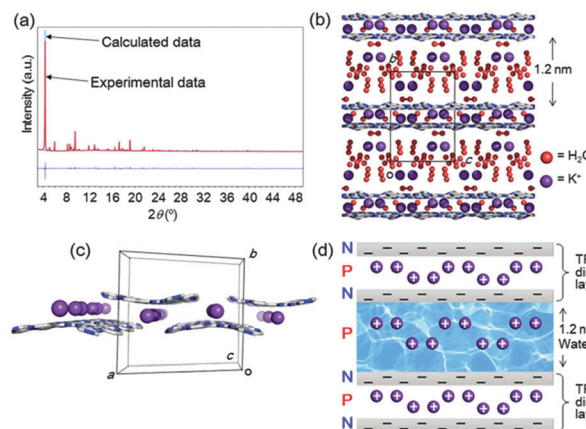 (a)
Calculated data
Experimental data
Intensity (a.u.)
4 8 12 16 20 24 28 32 36 40 44 48
2θ (°)
(b)
b
o
c
1.2 nm
= H₂O
= K⁺
(c)
b
c
a
o
(d)
N
P
N
P
N
P
N
1.2 n
Water